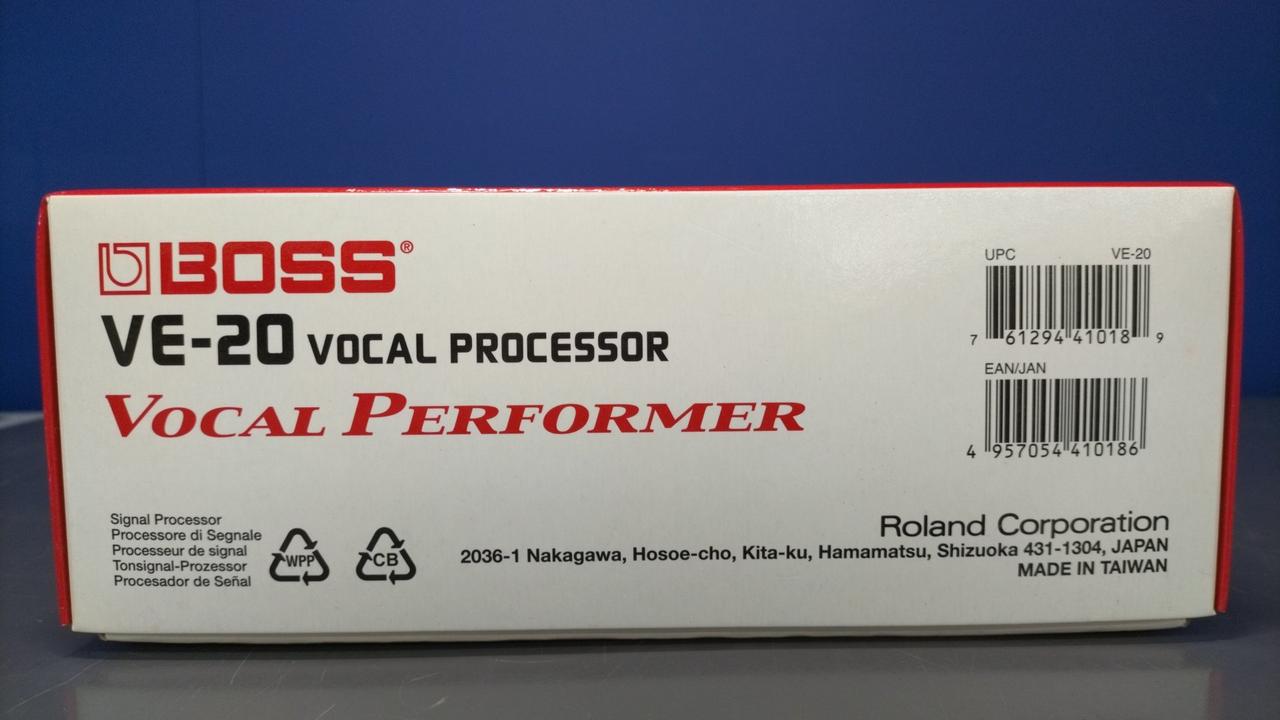 BOSS®
VE-20 VOCAL PROCESSOR
VOCAL PERFORMER
UPC VE-20
7 61294 41018 9
EAN/JAN
4 957054 410186
Signal Processor
Processore di Segnale
Processeur de signal
Tonsignal-Prozessor
Procesador de Señal
WPP
CB
Roland Corporation
2036-1 Nakagawa, Hosoe-cho, Kita-ku, Hamamatsu, Shizuoka 431-1304, JAPAN
MADE IN TAIWAN